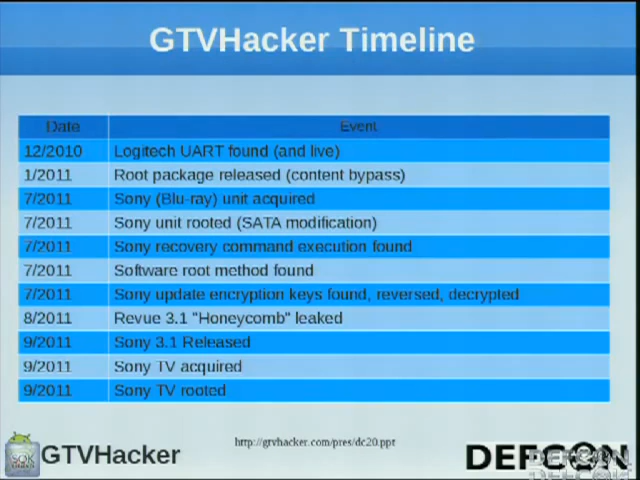 GTVHacker Timeline
Date Event
12/2010 Logitech UART found (and live)
1/2011 Root package released (content bypass)
7/2011 Sony (Blu-ray) unit acquired
7/2011 Sony unit rooted (SATA modification)
7/2011 Sony recovery command execution found
7/2011 Software root method found
7/2011 Sony update encryption keys found, reversed, decrypted
8/2011 Revue 3.1 "Honeycomb" leaked
9/2011 Sony 3.1 Released
9/2011 Sony TV acquired
9/2011 Sony TV rooted
http://gtvhacker.com/pres/dc20.ppt
GTVHacker
DEFCON
DEFCON